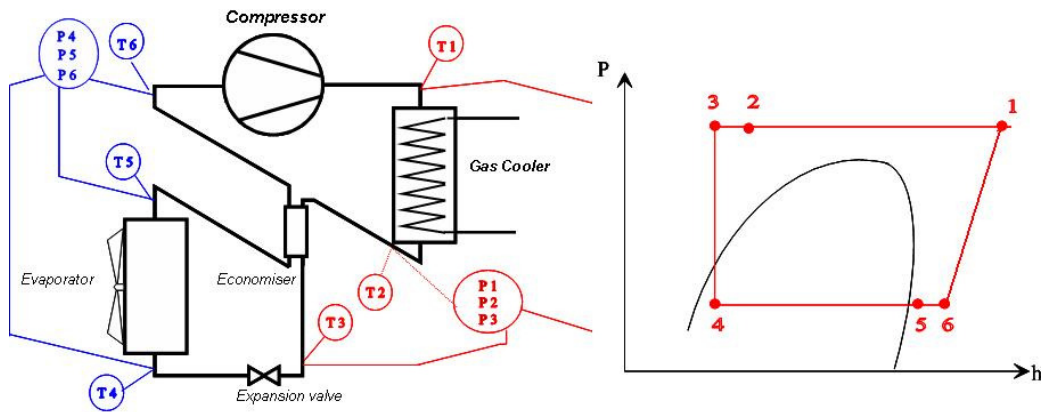 Compressor
P4
P5
P6
T6
T1
Gas Cooler
T5
Evaporator
Economiser
T2
P1
P2
P3
T3
T4
Expansion valve
P
3
2
1
4
5
6
h